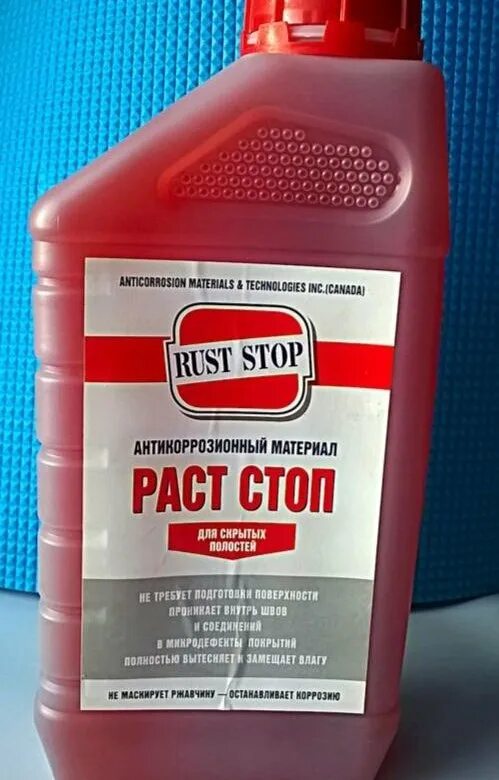 ANTICORROSION MATERIALS & TECHNOLOGIES INC.(CANADA)
RUST STOP
АНТИКОРРОЗИОННЫЙ МАТЕРИАЛ
РАСТ СТОП
ДЛЯ СКРЫТЫХ
ПОЛОСТЕЙ
НЕ ТРЕБУЕТ ПОДГОТОВКИ ПОВЕРХНОСТИ
ПРОНИКАЕТ ВНУТРЬ ШВОВ
И СОЕДИНЕНИЙ
В МИКРОДЕФЕКТЫ ПОКРЫТИЙ
ПОЛНОСТЬЮ ВЫТЕСНЯЕТ И ЗАМЕЩАЕТ ВЛАГУ
НЕ МАСКИРУЕТ РЖАВЧИНУ — ОСТАНАВЛИВАЕТ КОРРОЗИЮ